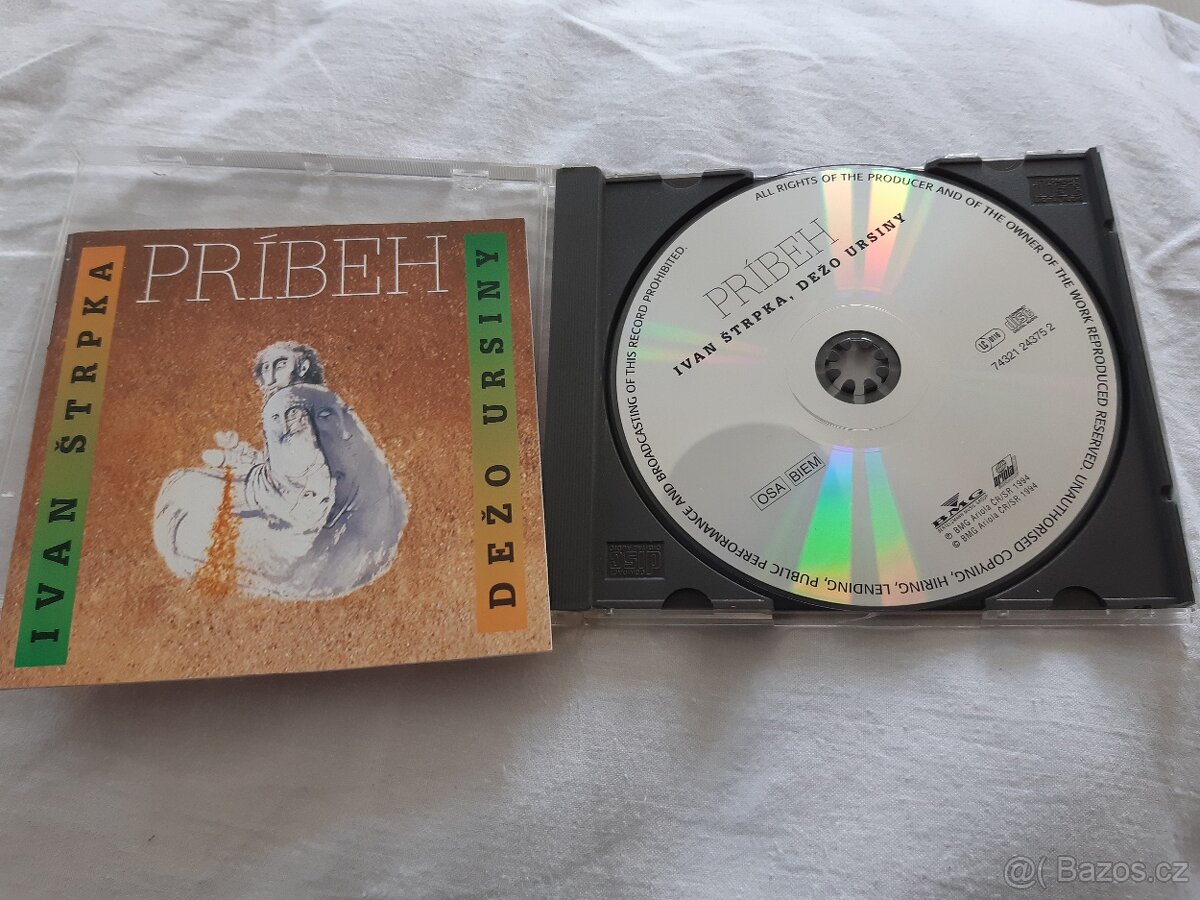 PRÍBEH
IVAN ŠTRPKA
DEŽO URSINY
ALL RIGHTS OF THE PRODUCER AND OF THE OWNER OF THE WORK REPRODUCED RESERVED. UNAUTHORISED COPYING, HIRING, LENDING, PUBLIC PERFORMANCE AND BROADCASTING OF THIS RECORD PROHIBITED.
PRÍBEH
IVAN ŠTRPKA, DEŽO URSINY
74321 24375 2
OSA BIEM
BMG
ariola
℗ BMG Ariola ČR/SR 1994
© BMG Ariola ČR/SR 1994
@( Bazos.cz